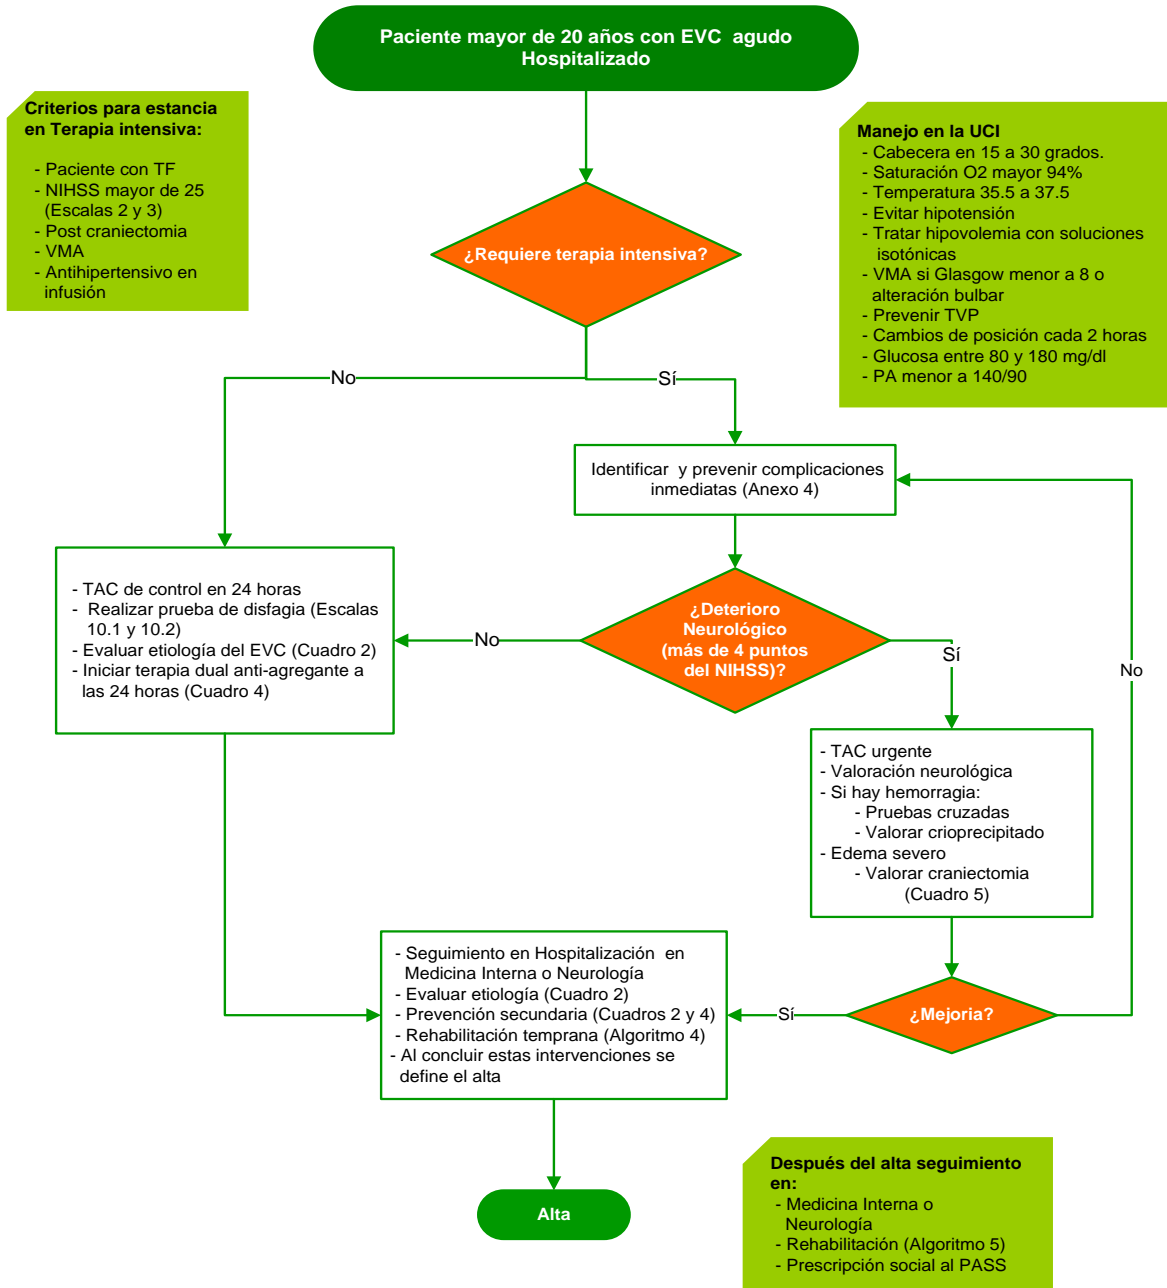 Paciente mayor de 20 años con EVC agudo
Hospitalizado
Criterios para estancia
en Terapia intensiva:
- Paciente con TF
- NIHSS mayor de 25
(Escalas 2 y 3)
- Post craniectomia
- VMA
- Antihipertensivo en
infusión
Manejo en la UCI
- Cabecera en 15 a 30 grados.
- Saturación O2 mayor 94%
- Temperatura 35.5 a 37.5
- Evitar hipotensión
- Tratar hipovolemia con soluciones
isotónicas
- VMA si Glasgow menor a 8 o
alteración bulbar
- Prevenir TVP
- Cambios de posición cada 2 horas
- Glucosa entre 80 y 180 mg/dl
- PA menor a 140/90
¿Requiere terapia intensiva?
No
Sí
Identificar y prevenir complicaciones
inmediatas (Anexo 4)
- TAC de control en 24 horas
- Realizar prueba de disfagia (Escalas
10.1 y 10.2)
- Evaluar etiología del EVC (Cuadro 2)
- Iniciar terapia dual anti-agregante a
las 24 horas (Cuadro 4)
¿Deterioro
Neurológico
(más de 4 puntos
del NIHSS)?
No
Sí
No
- TAC urgente
- Valoración neurológica
- Si hay hemorragia:
- Pruebas cruzadas
- Valorar crioprecipitado
- Edema severo
- Valorar craniectomia
(Cuadro 5)
- Seguimiento en Hospitalización en
Medicina Interna o Neurología
- Evaluar etiología (Cuadro 2)
- Prevención secundaria (Cuadros 2 y 4)
- Rehabilitación temprana (Algoritmo 4)
- Al concluir estas intervenciones se
define el alta
Sí
¿Mejoria?
Alta
Después del alta seguimiento
en:
- Medicina Interna o
Neurología
- Rehabilitación (Algoritmo 5)
- Prescripción social al PASS